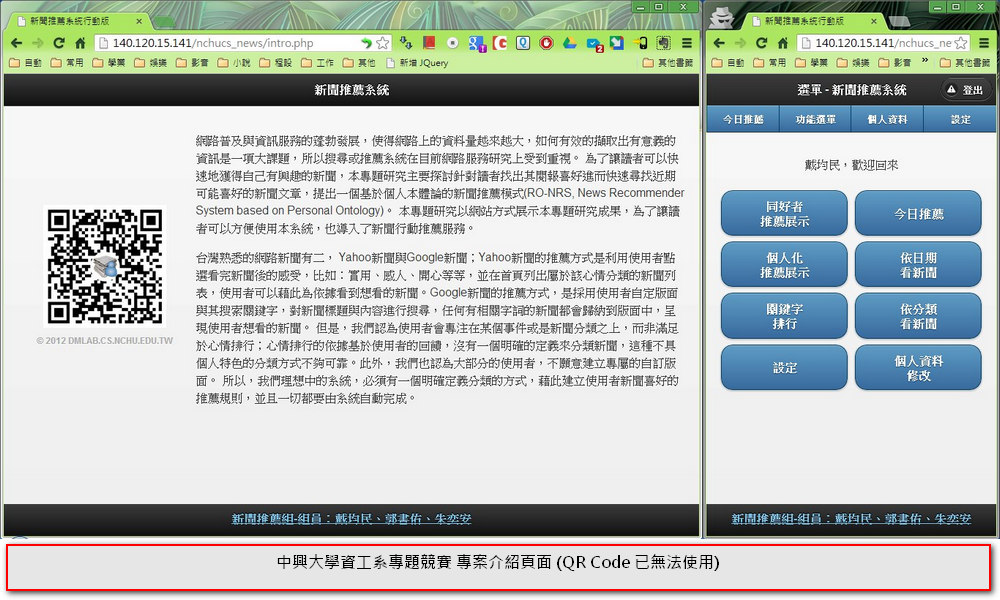 新聞推薦系統行動版
140.120.15.141/nchucs_news/intro.php
自動 常用 學業 娛樂 影音 小說 程設 工作 其他 新增 JQuery 其他書籤
新聞推薦系統
網路普及與資訊服務的蓬勃發展，使得網路上的資料量越來越大，如何有效的擷取出有意義的
資訊是一項大課題，所以搜尋或推薦系統在目前網路服務研究上受到重視。 為了讓讀者可以快
速地獲得自己有興趣的新聞，本專題研究主要探討針對讀者找出其閱報喜好進而快速尋找近期
可能喜好的新聞文章，提出一個基於個人本體論的新聞推薦模式(RO-NRS, News Recommender
System based on Personal Ontology)。 本專題研究以網站方式展示本專題研究成果，為了讓讀
者可以方便使用本系統，也導入了新聞行動推薦服務。
台灣熟悉的網路新聞有二， Yahoo新聞與Google新聞；Yahoo新聞的推薦方式是利用使用者點
選看完新聞後的感受，比如：實用、感人、開心等等，並在首頁列出屬於該心情分類的新聞列
表，使用者可以藉此為依據看到想看的新聞。Google新聞的推薦方式，是採用使用者自定版面
與其搜索關鍵字，對新聞標題與內容進行搜尋，任何有相關字詞的新聞都會歸納到版面中，呈
現使用者想看的新聞。 但是，我們認為使用者會專注在某個事件或是新聞分類之上，而非滿足
於心情排行；心情排行的依據基於使用者的回饋，沒有一個明確的定義來分類新聞，這種不具
個人特色的分類方式不夠可靠。此外，我們也認為大部分的使用者，不願意建立專屬的自訂版
面。 所以，我們理想中的系統，必須有一個明確定義分類的方式，藉此建立使用者新聞喜好的
推薦規則，並且一切都要由系統自動完成。
© 2012 DMLAB.CS.NCHU.EDU.TW
新聞推薦組-組員：戴均民、郭書佑、朱奕安
新聞推薦系統行動版
140.120.15.141/nchucs_ne
自動 常用 學業 娛樂 影音 » 其他書籤
選單 - 新聞推薦系統
登出
今日推薦 功能選單 個人資料 設定
戴均民，歡迎回來
同好者
推薦展示
今日推薦
個人化
推薦展示
依日期
看新聞
關鍵字
排行
依分類
看新聞
設定
個人資料
修改
新聞推薦組-組員：戴均民、郭書佑、朱奕安
中興大學資工系專題競賽 專案介紹頁面 (QR Code 已無法使用)